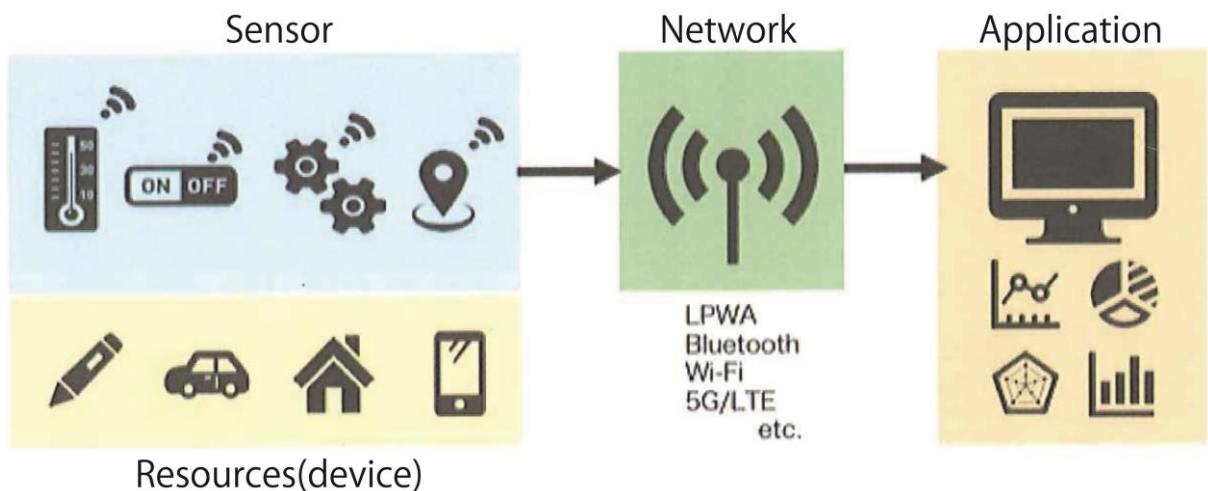 Sensor
Network
Application
50
30
10
ON OFF
LPWA
Bluetooth
Wi-Fi
5G/LTE
etc.
Resources(device)